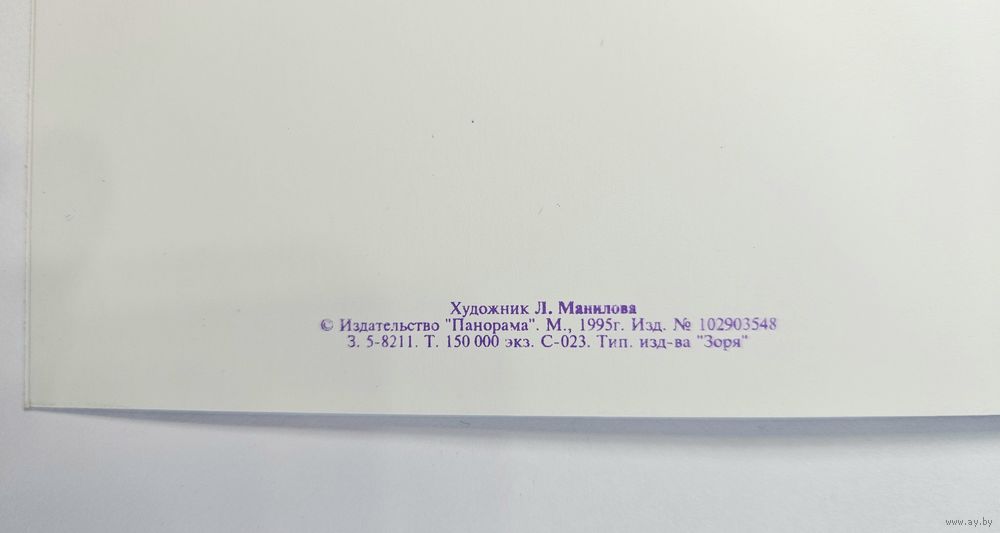 Художник Л. Манилова
© Издательство "Панорама". М., 1995г. Изд. № 102903548
З. 5-8211. Т. 150 000 экз. С-023. Тип. изд-ва "Зоря"
www.ay.by